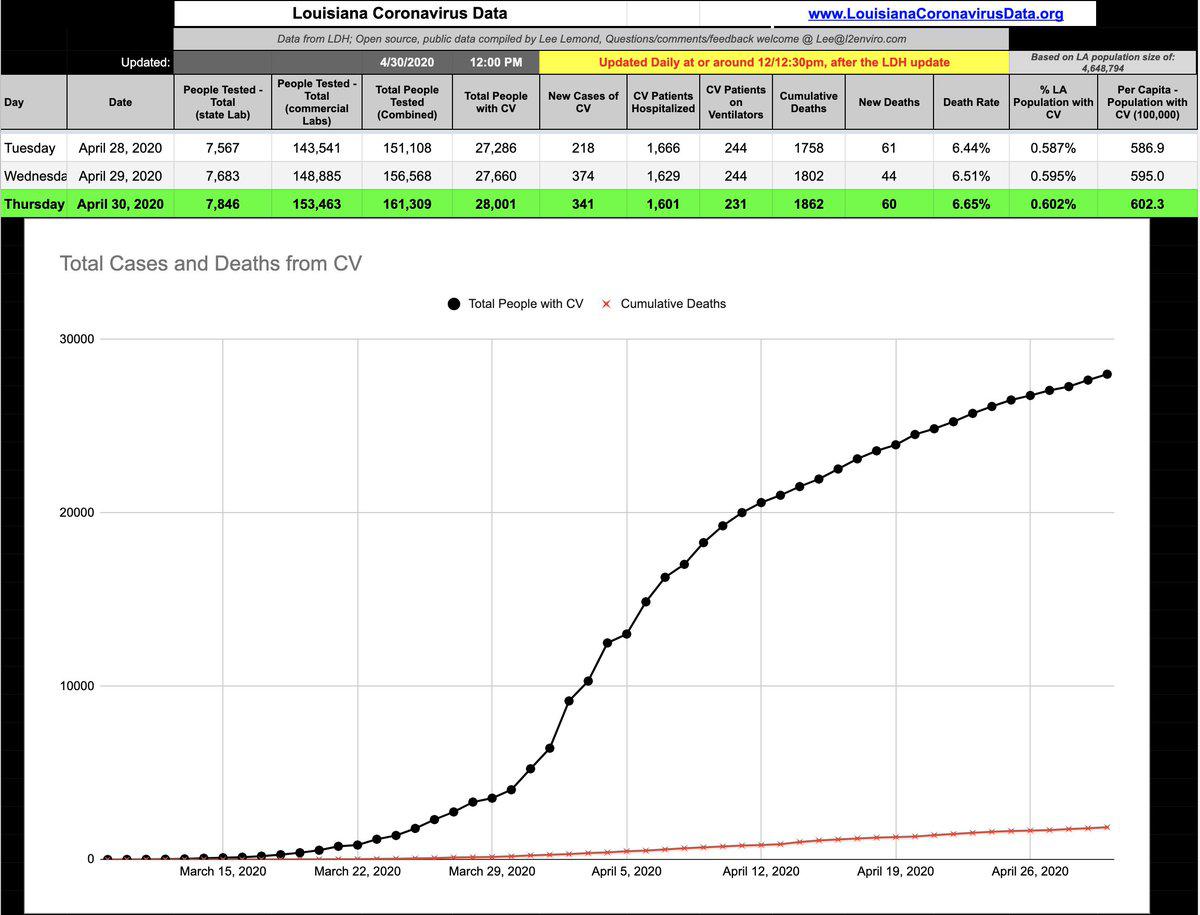 Louisiana Coronavirus Data www.LouisianaCoronavirusData.org
Data from LDH; Open source, public data compiled by Lee Lemond, Questions/comments/feedback welcome @ Lee@l2enviro.com
Updated: 4/30/2020 12:00 PM Updated Daily at or around 12/12:30pm, after the LDH update Based on LA population size of:
4,648,794
Day Date People Tested - Total (state Lab) People Tested - Total (commercial Labs) Total People Tested (Combined) Total People with CV New Cases of CV CV Patients Hospitalized CV Patients on Ventilators Cumulative Deaths New Deaths Death Rate % LA Population with CV Per Capita - Population with CV (100,000)
Tuesday April 28, 2020 7,567 143,541 151,108 27,286 218 1,666 244 1758 61 6.44% 0.587% 586.9
Wednesda April 29, 2020 7,683 148,885 156,568 27,660 374 1,629 244 1802 44 6.51% 0.595% 595.0
Thursday April 30, 2020 7,846 153,463 161,309 28,001 341 1,601 231 1862 60 6.65% 0.602% 602.3
Total Cases and Deaths from CV
Total People with CV Cumulative Deaths
30000
20000
10000
0
March 15, 2020 March 22, 2020 March 29, 2020 April 5, 2020 April 12, 2020 April 19, 2020 April 26, 2020